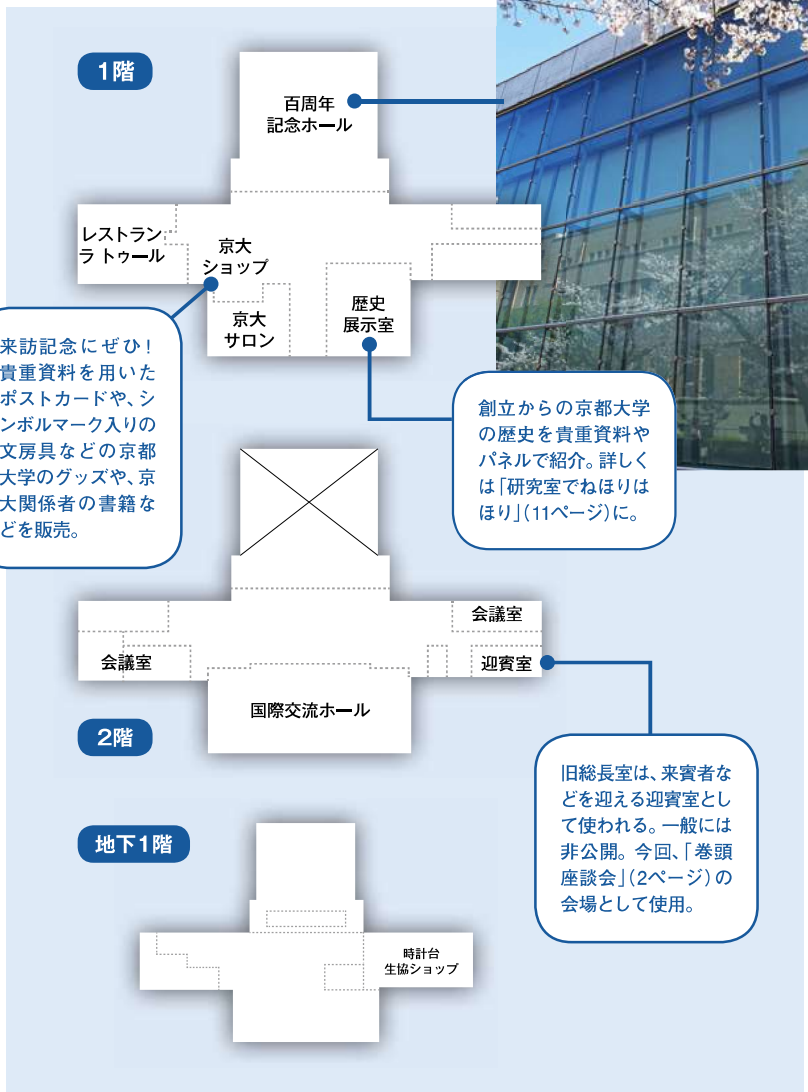 1階
百周年
記念ホール
レストラン
ラ トゥール
京大
ショップ
京大
サロン
歴史
展示室
来訪記念にぜひ!
貴重資料を用いた
ポストカードや、シ
ンボルマーク入りの
文房具などの京都
大学のグッズや、京
大関係者の書籍な
どを販売。
創立からの京都大学
の歴史を貴重資料や
パネルで紹介。詳しく
は「研究室でねほりは
ほり」(11ページ)に。
会議室
会議室
迎賓室
国際交流ホール
2階
旧総長室は、来賓者な
どを迎える迎賓室とし
て使われる。一般には
非公開。今回、「巻頭
座談会」(2ページ)の
会場として使用。
地下1階
時計台
生協ショップ